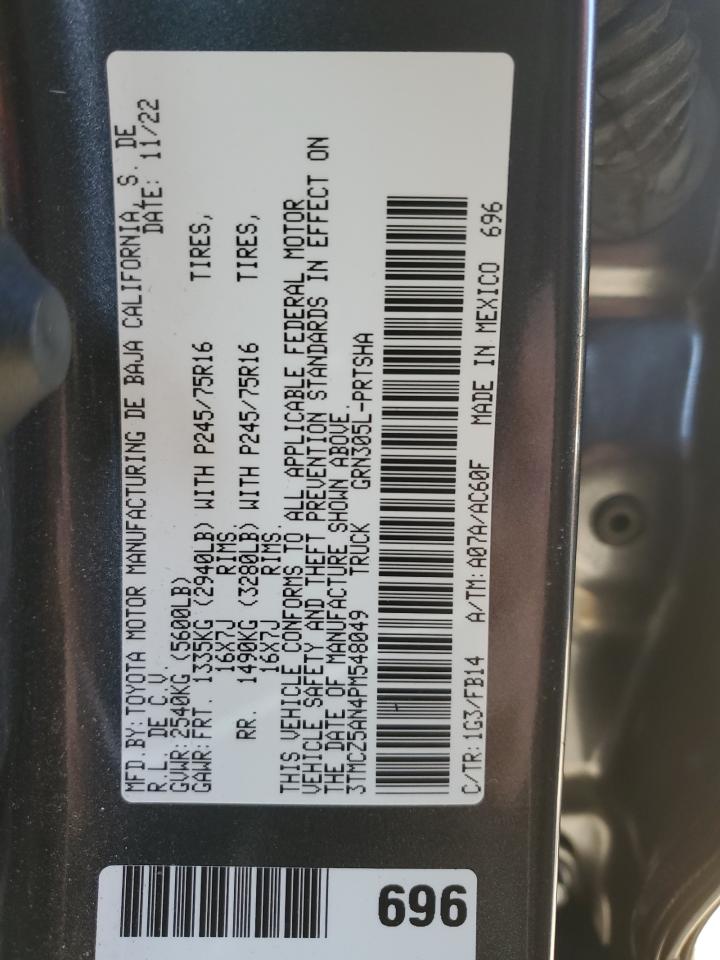 MFD.BY:TOYOTA MOTOR MANUFACTURING DE BAJA CALIFORNIA, S. DE
R.L. DE C.V. DATE: 11/22
GVWR:2540KG (5600LB)
GAWR:FRT. 1335KG (2940LB) WITH P245/75R16 TIRES,
16X7J RIMS.
RR. 1490KG (3280LB) WITH P245/75R16 TIRES,
16X7J RIMS.
THIS VEHICLE CONFORMS TO ALL APPLICABLE FEDERAL MOTOR
VEHICLE SAFETY AND THEFT PREVENTION STANDARDS IN EFFECT ON
THE DATE OF MANUFACTURE SHOWN ABOVE.
3TMCZ5AN4PM548049 TRUCK GRN305L-PRTSHA
C/TR:1G3/FB14 A/TM:A07A/AC60F MADE IN MEXICO 696
696